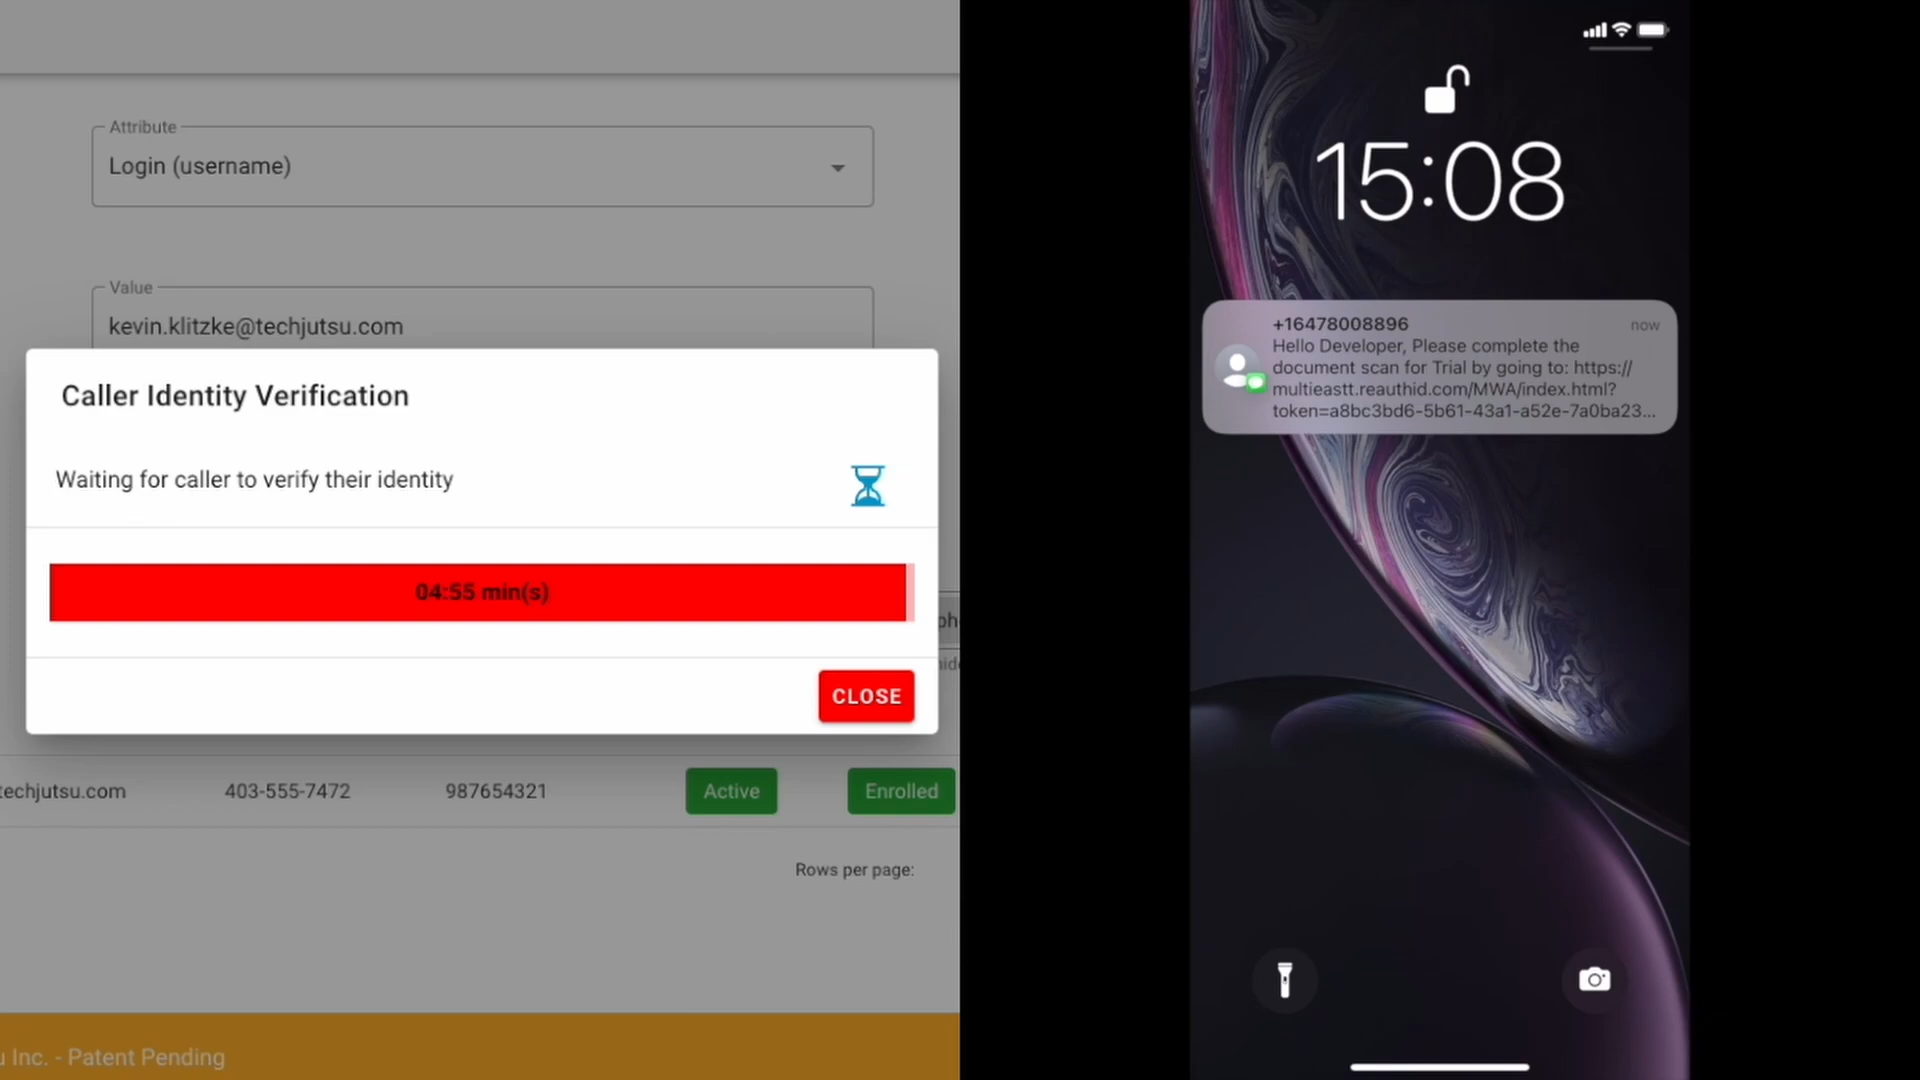 Attribute
Login (username)
Value
kevin.klitzke@techjutsu.com
Caller Identity Verification
Waiting for caller to verify their identity
04:55 min(s)
CLOSE
techjutsu.com 403-555-7472 987654321 Active Enrolled
Rows per page:
Inc. - Patent Pending
15:08
+16478008896 now
Hello Developer, Please complete the
document scan for Trial by going to: https://
multieastt.reauthid.com/MWA/index.html?
token=a8bc3bd6-5b61-43a1-a52e-7a0ba23...